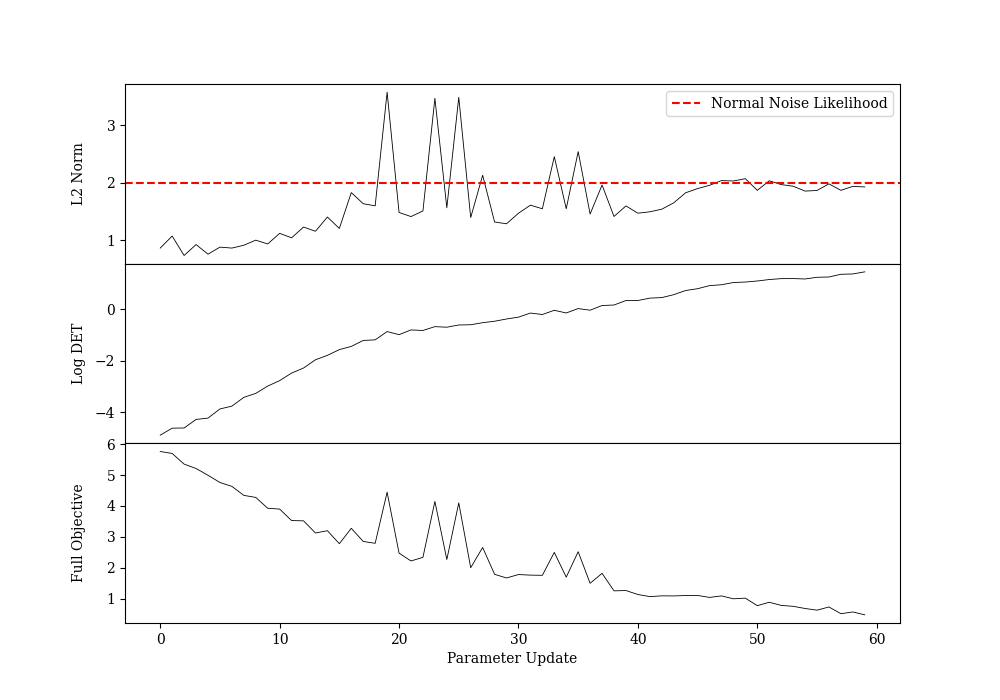 Normal Noise Likelihood
L2 Norm
3
2
1
Log DET
0
−2
−4
Full Objective
6
5
4
3
2
1
0 10 20 30 40 50 60
Parameter Update